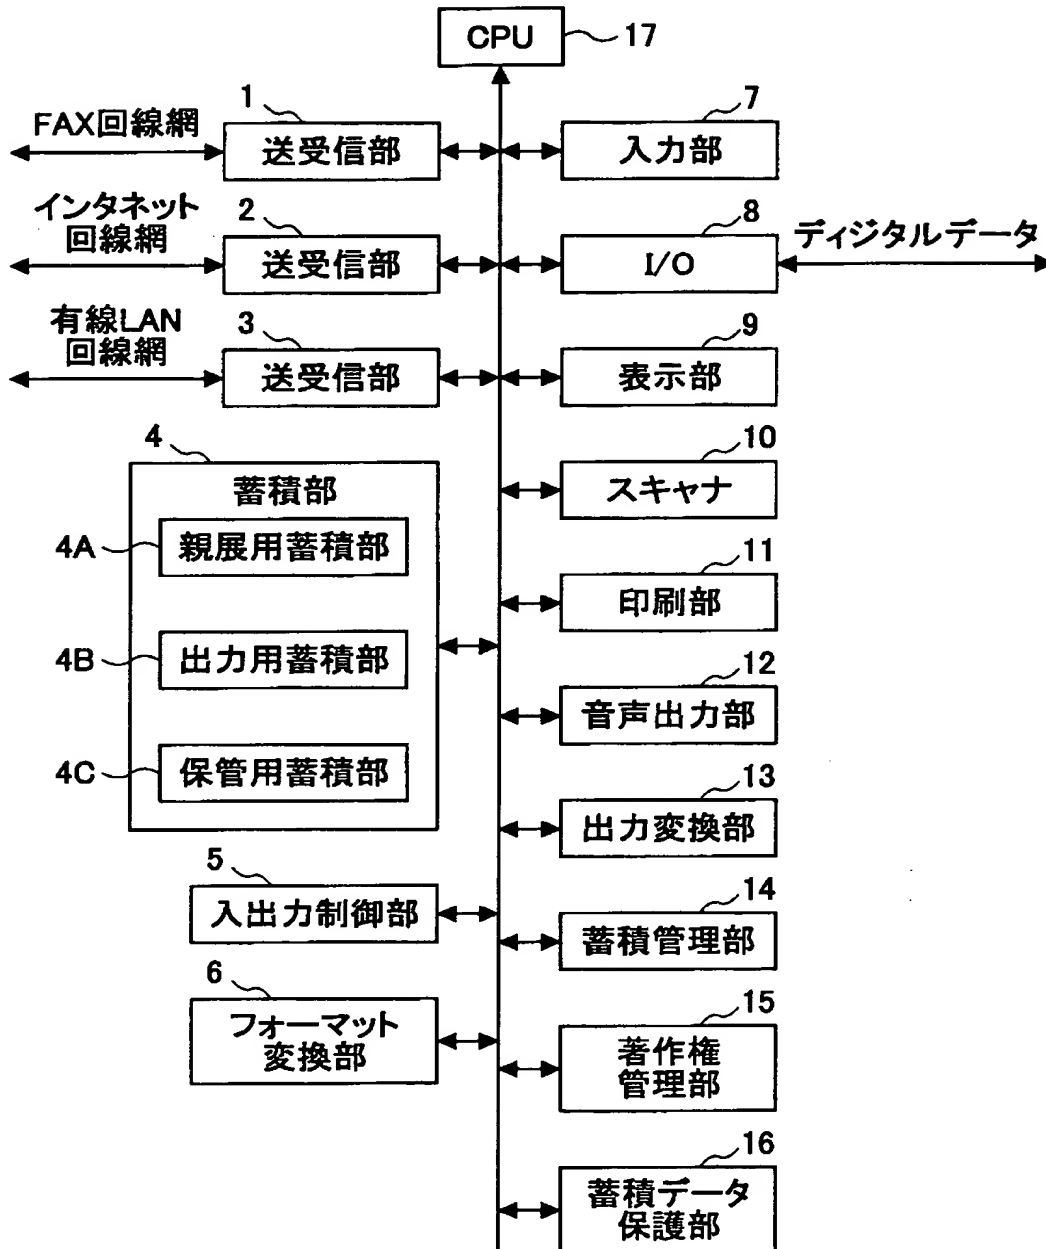 CPU
17
1
7
FAX回線網
送受信部
入力部
インタネット
回線網
2
8
ディジタルデータ
送受信部
I/O
有線LAN
回線網
3
9
送受信部
表示部
4
10
蓄積部
スキャナ
4A
親展用蓄積部
11
印刷部
4B
出力用蓄積部
12
音声出力部
4C
保管用蓄積部
13
出力変換部
5
14
入出力制御部
蓄積管理部
6
15
フォーマット
変換部
著作権
管理部
16
蓄積データ
保護部